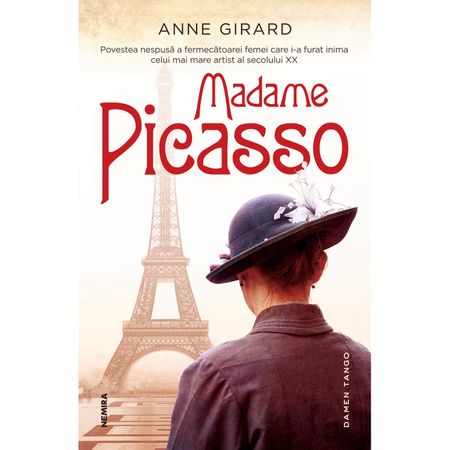 ANNE GIRARD
Povestea nespusă a fermecătoarei femei care i-a furat inima
celui mai mare artist al secolului XX
Madame
Picasso
NEMIRA
DAMEN TANGO